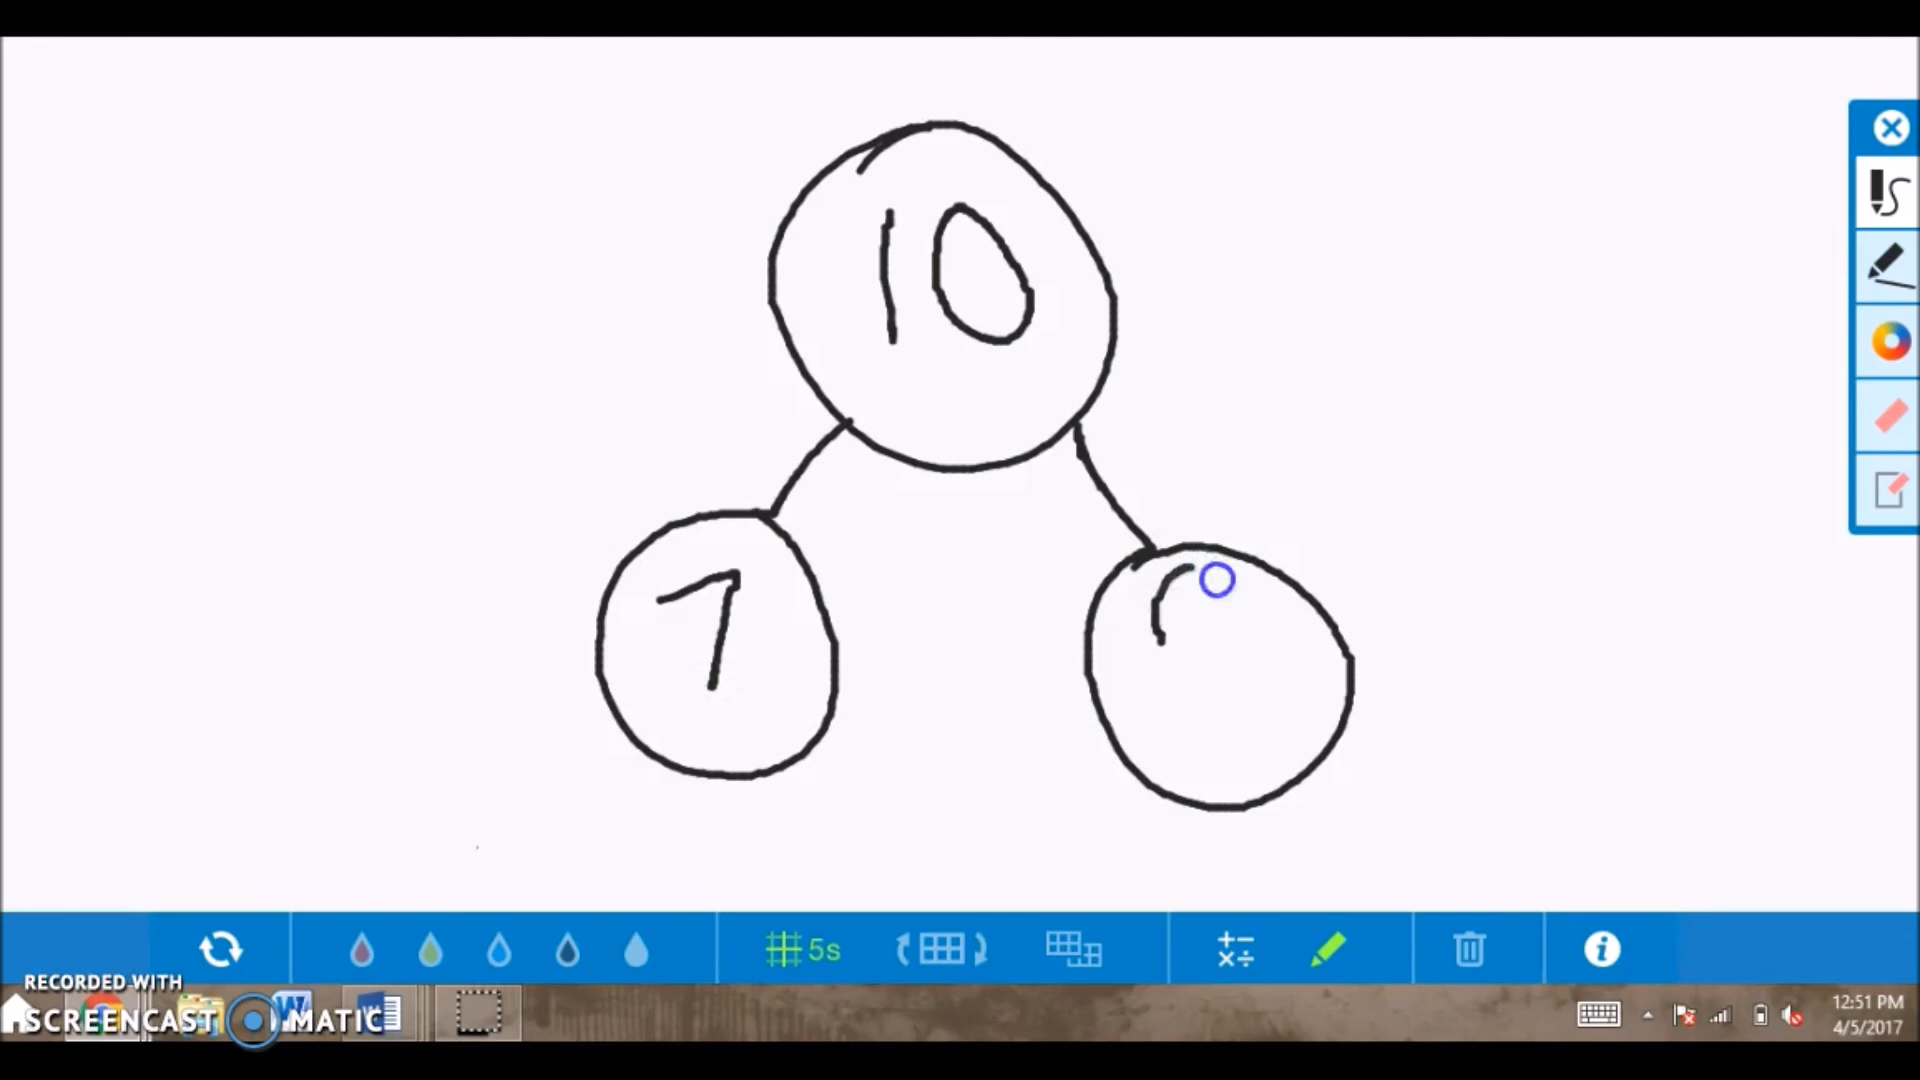 10
7
5s
RECORDED WITH
SCREENCAST MATIC
12:51 PM
4/5/2017